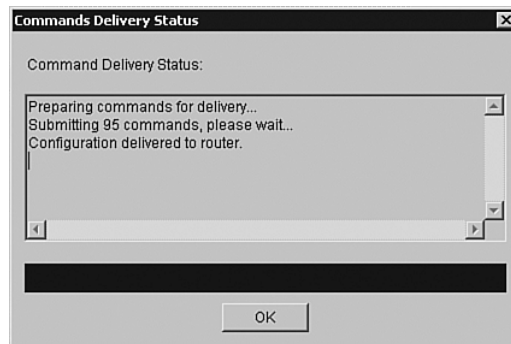 Commands Delivery Status
Command Delivery Status:
Preparing commands for delivery...
Submitting 95 commands, please wait...
Configuration delivered to router.
OK